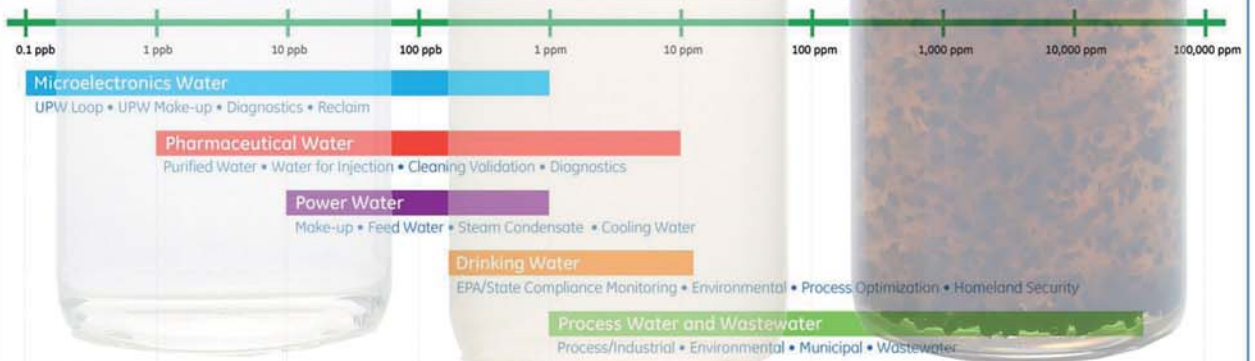 0.1 ppb 1 ppb 10 ppb 100 ppb 1 ppm 10 ppm 100 ppm 1,000 ppm 10,000 ppm 100,000 ppm
Microelectronics Water
UPW Loop • UPW Make-up • Diagnostics • Reclaim
Pharmaceutical Water
Purified Water • Water for Injection • Cleaning Validation • Diagnostics
Power Water
Make-up • Feed Water • Steam Condensate • Cooling Water
Drinking Water
EPA/State Compliance Monitoring • Environmental • Process Optimization • Homeland Security
Process Water and Wastewater
Process/Industrial • Environmental • Municipal • Wastewater